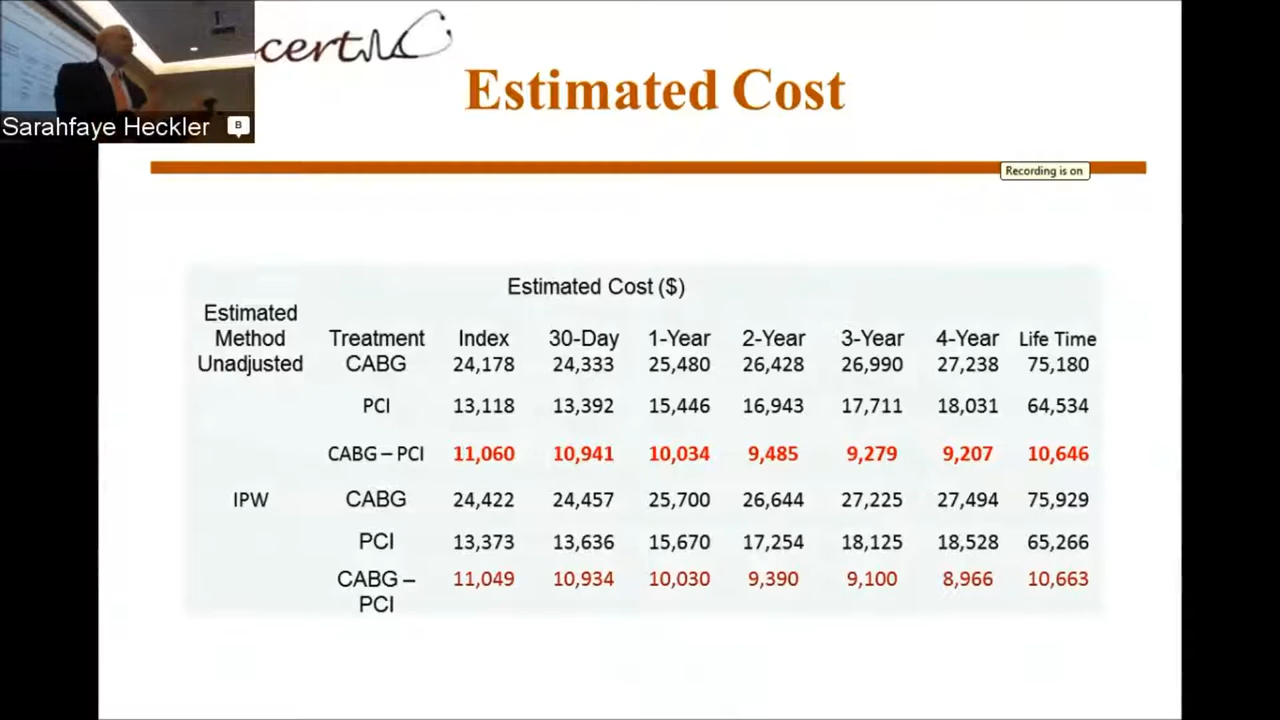 cert
Estimated Cost
Sarahfaye Heckler
B
Recording is on
Estimated Cost ($)
Estimated
Method Treatment Index 30-Day 1-Year 2-Year 3-Year 4-Year Life Time
Unadjusted CABG 24,178 24,333 25,480 26,428 26,990 27,238 75,180
PCI 13,118 13,392 15,446 16,943 17,711 18,031 64,534
CABG – PCI 11,060 10,941 10,034 9,485 9,279 9,207 10,646
IPW CABG 24,422 24,457 25,700 26,644 27,225 27,494 75,929
PCI 13,373 13,636 15,670 17,254 18,125 18,528 65,266
CABG – 11,049 10,934 10,030 9,390 9,100 8,966 10,663
PCI